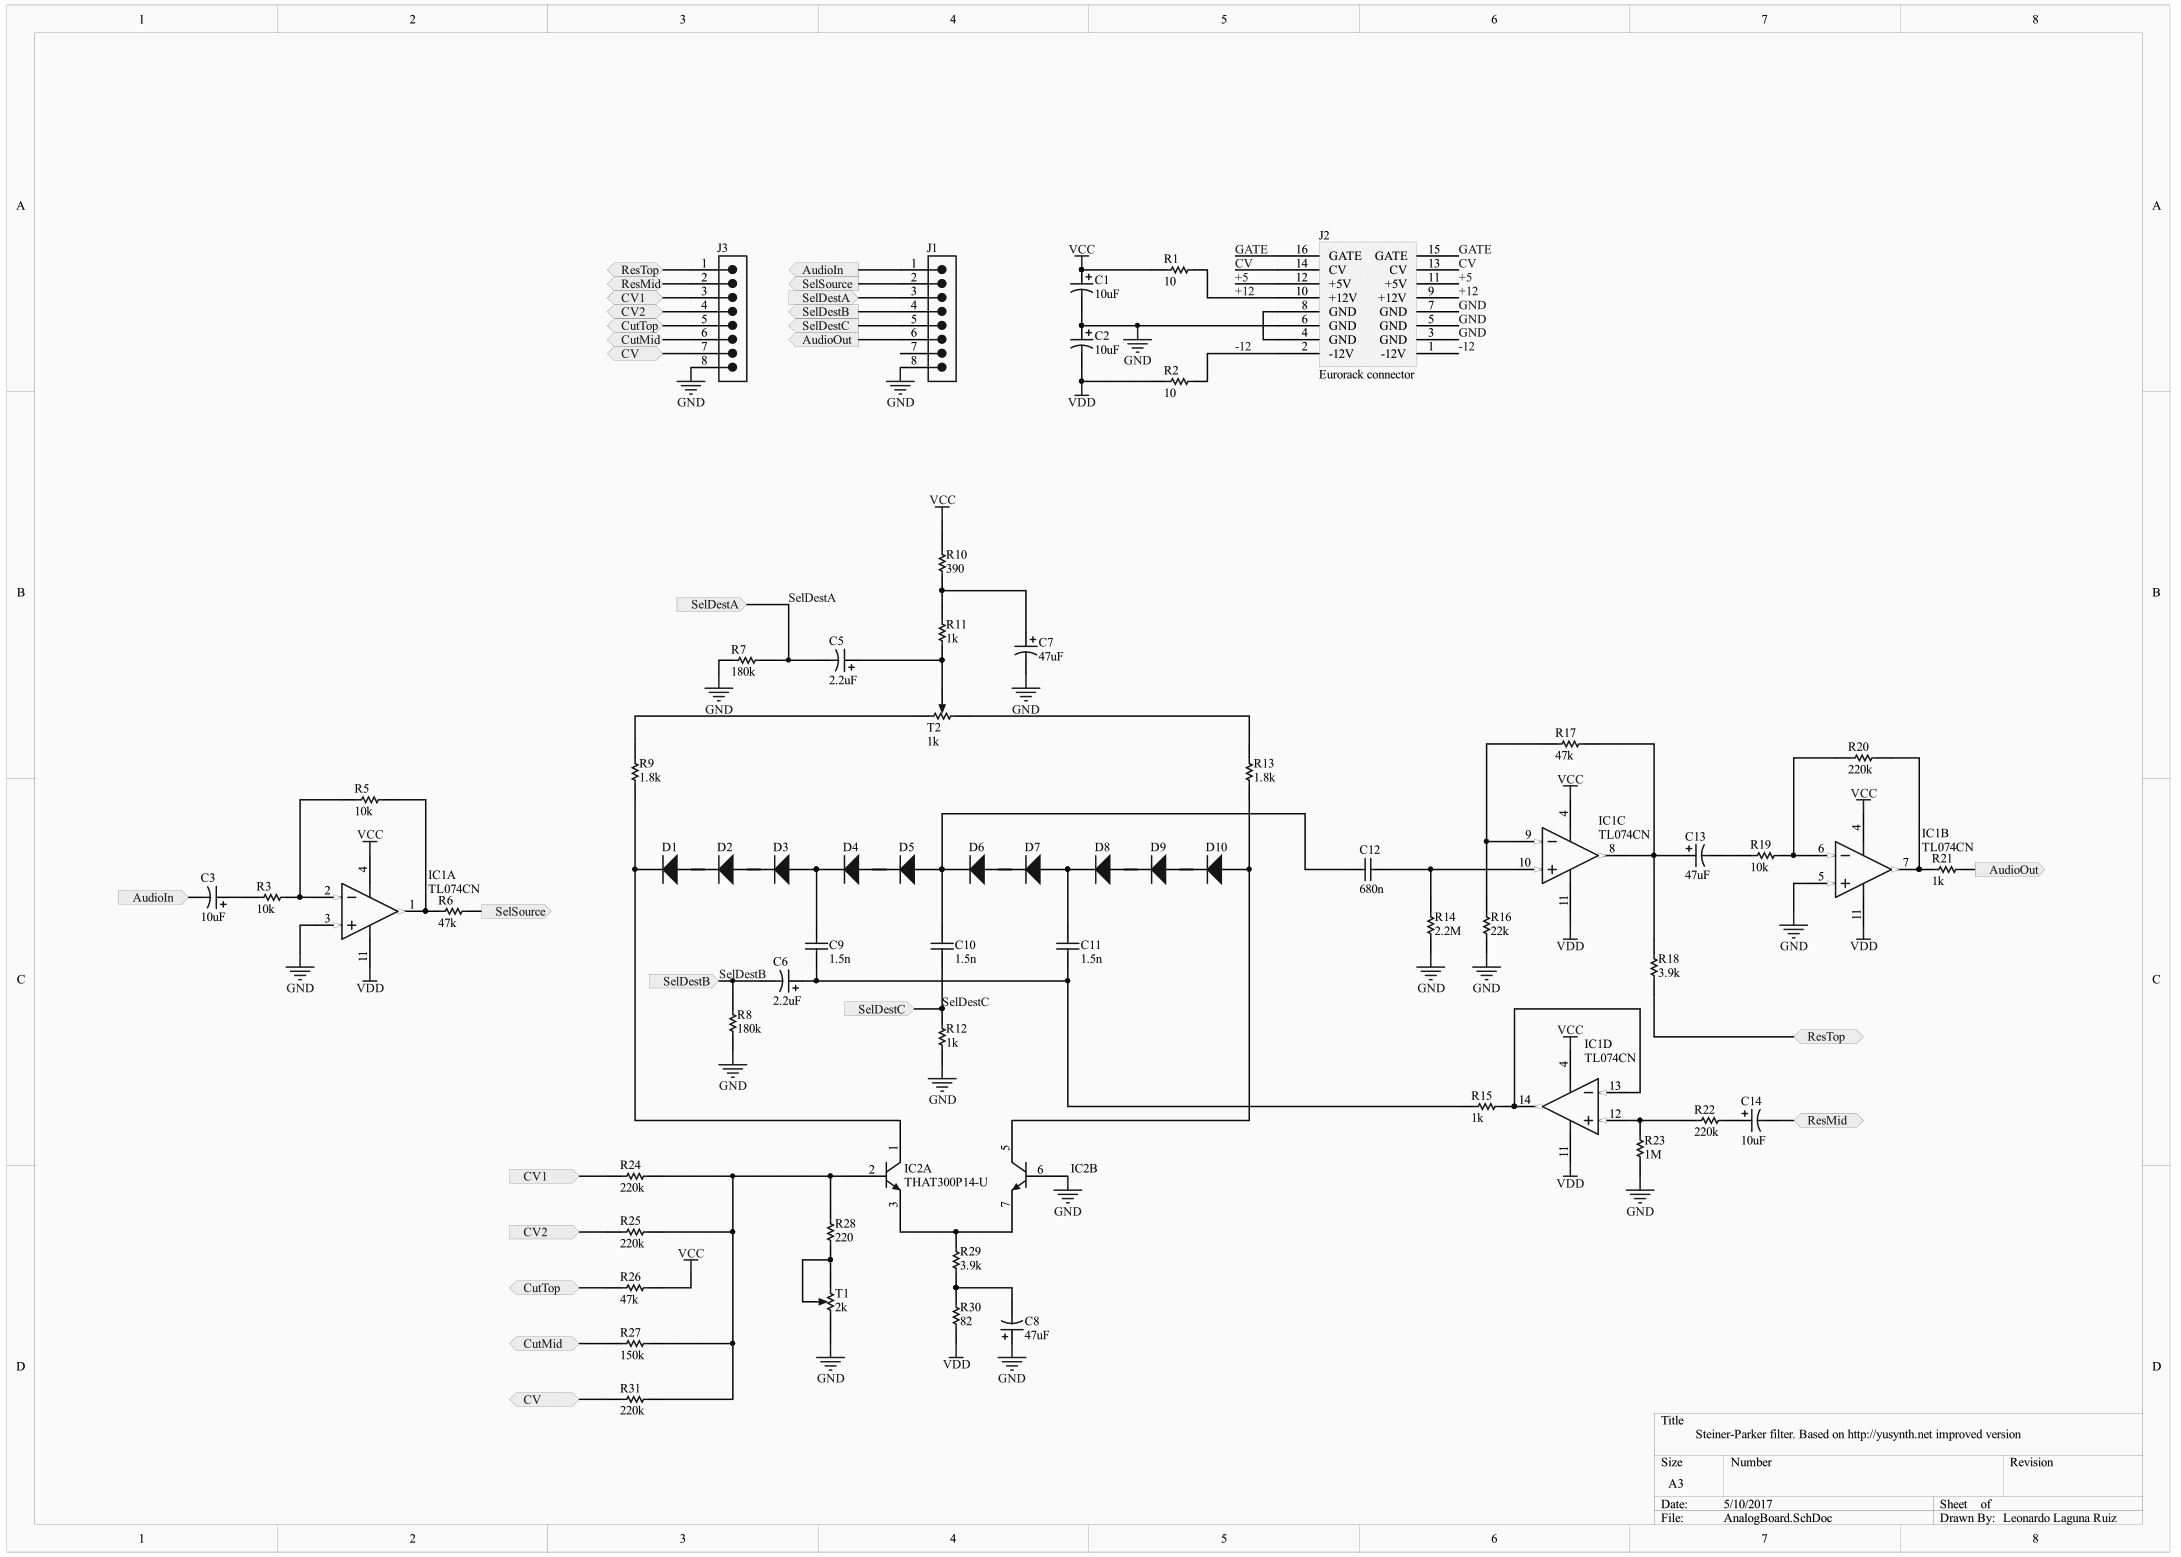 1 2 3 4 5 6 7 8
A A
B B
C C
D D
J3
ResTop 1
ResMid 2
CV1 3
CV2 4
CutTop 5
CutMid 6
CV 7
8
GND
J1
AudioIn 1
SelSource 2
SelDestA 3
SelDestB 4
SelDestC 5
AudioOut 6
7
8
GND
VCC
C1
10uF
C2
10uF
VDD
GND
R1
10
R2
10
J2
GATE 16 GATE GATE 15 GATE
CV 14 CV CV 13 CV
+5 12 +5V +5V 11 +5
+12 10 +12V +12V 9 +12
8 GND GND 7 GND
6 GND GND 5 GND
4 GND GND 3 GND
-12 2 -12V -12V 1 -12
Eurorack connector
VCC
R10
390
SelDestA SelDestA
R11
1k
C7
47uF
GND
R7
180k
GND
C5
2.2uF
T2
1k
R9
1.8k
R13
1.8k
D1 D2 D3 D4 D5 D6 D7 D8 D9 D10
C9
1.5n
C10
1.5n
C11
1.5n
SelDestB SelDestB
C6
2.2uF
R8
180k
GND
SelDestC SelDestC
R12
1k
GND
AudioIn
C3
10uF
R3
10k
R5
10k
VCC
4
2
3
1
11
IC1A
TL074CN
R6
47k
SelSource
GND
VDD
C12
680n
R14
2.2M
GND
R16
22k
GND
R17
47k
VCC
4
9
10
8
11
IC1C
TL074CN
VDD
C13
47uF
R19
10k
R20
220k
VCC
4
6
5
7
11
IC1B
TL074CN
R21
1k
AudioOut
GND
VDD
R18
3.9k
ResTop
VCC
4
IC1D
TL074CN
13
12
14
11
VDD
R15
1k
R22
220k
C14
10uF
ResMid
R23
1M
GND
CV1
R24
220k
CV2
R25
220k
CutTop
R26
47k
VCC
CutMid
R27
150k
CV
R31
220k
1
2
3
IC2A
THAT300P14-U
5
6
7
IC2B
GND
R28
220
T1
2k
GND
R29
3.9k
R30
82
VDD
C8
47uF
GND
Title
Steiner-Parker filter. Based on http://yusynth.net improved version
Size Number Revision
A3
Date: 5/10/2017 Sheet of
File: AnalogBoard.SchDoc Drawn By: Leonardo Laguna Ruiz
1 2 3 4 5 6 7 8